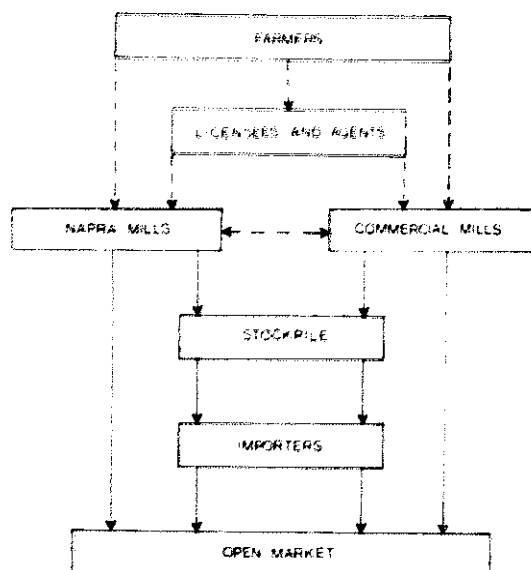 FARMERS
LICENSEES AND AGENTS
NAPRA MILLS
COMMERCIAL MILLS
STOCKPILE
IMPORTERS
OPEN MARKET